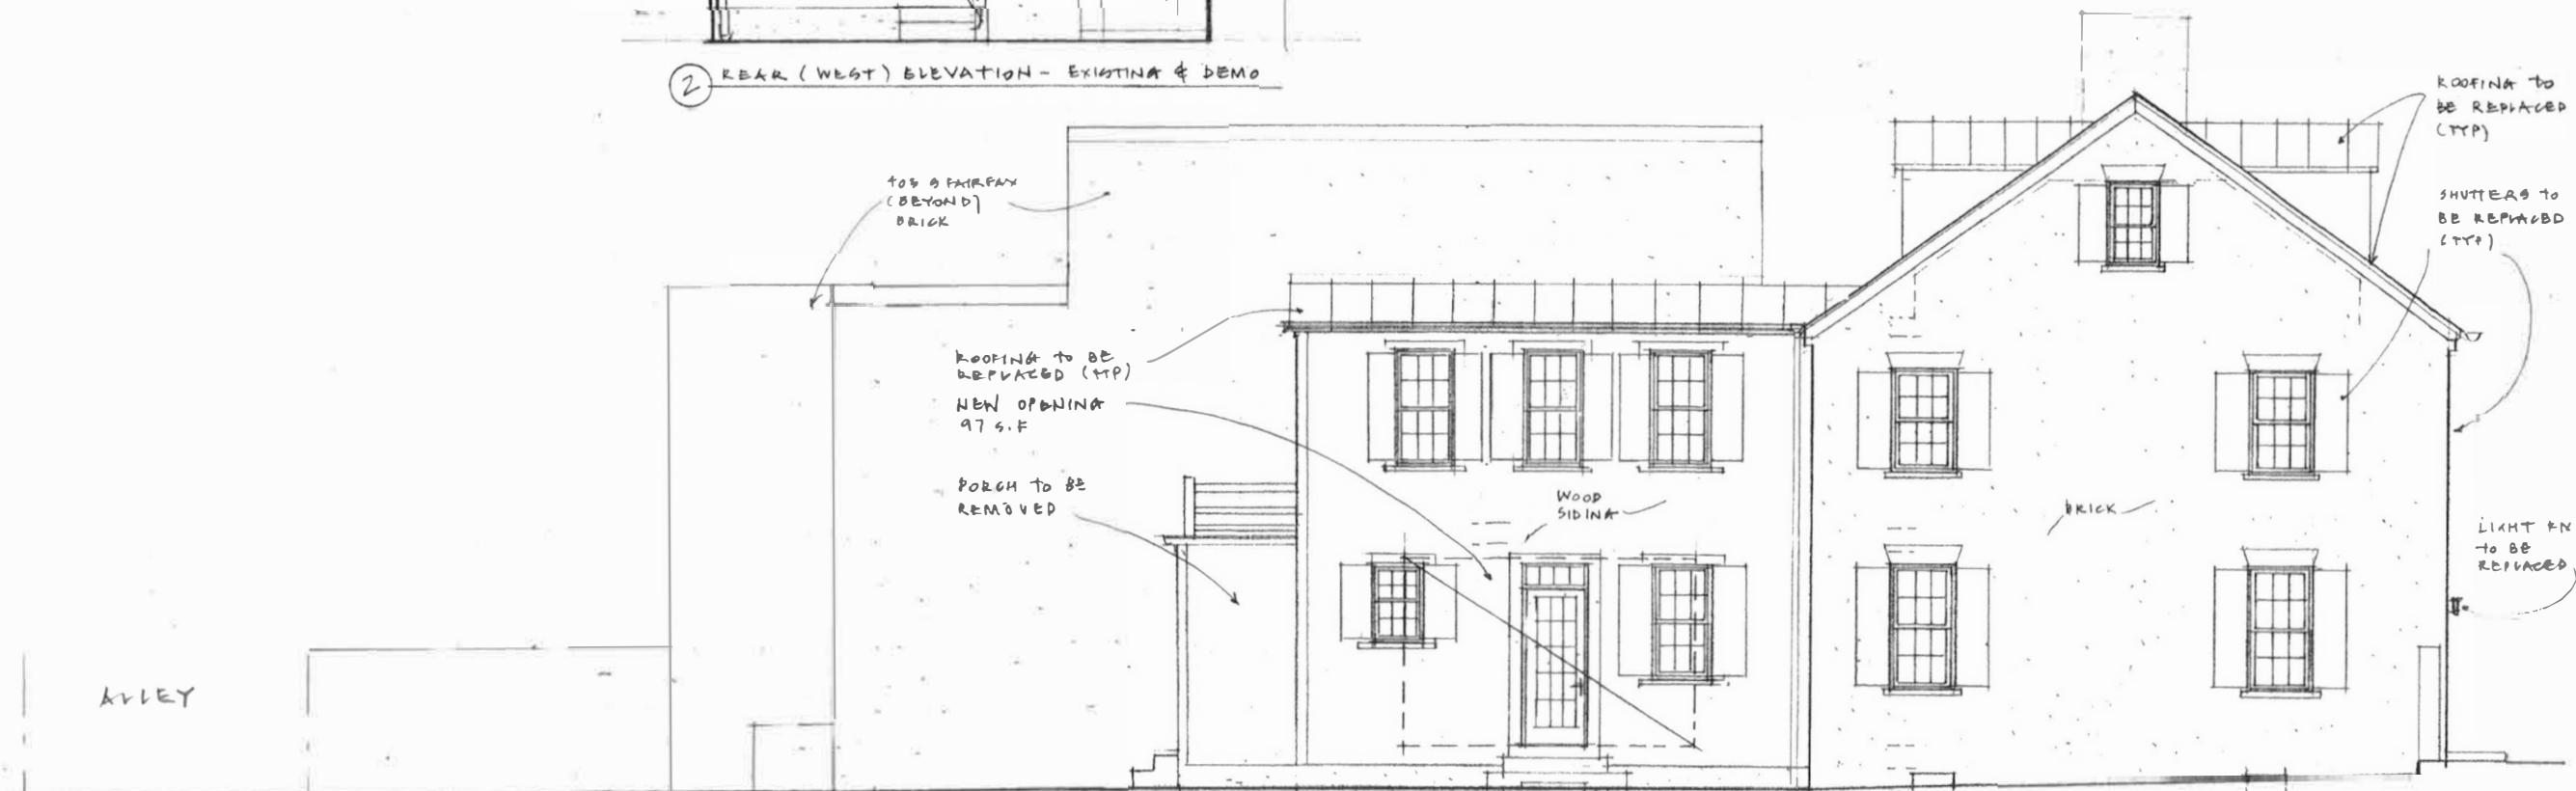 2 REAR (WEST) ELEVATION - EXISTING & DEMO
ROOFING TO
BE REPLACED
(TYP)
405 S FAIRFAX
(BEYOND)
BRICK
SHUTTERS TO
BE REPLACED
(TYP)
ROOFING TO BE
REPLACED (TYP)
NEW OPENING
97 S.F
PORCH TO BE
REMOVED
WOOD
SIDING
BRICK
LIGHT
TO BE
REPLACED
ALLEY